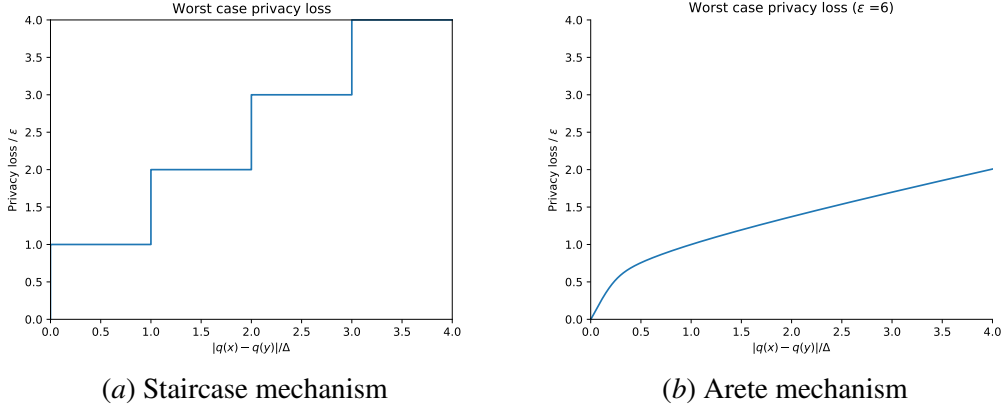 Worst case privacy loss
4.0
3.5
3.0
2.5
2.0
1.5
1.0
0.5
0.0
Privacy loss / ε
0.0 0.5 1.0 1.5 2.0 2.5 3.0 3.5 4.0
|q(x) − q(y)|/Δ
(a) Staircase mechanism
Worst case privacy loss (ε =6)
4.0
3.5
3.0
2.5
2.0
1.5
1.0
0.5
0.0
Privacy loss / ε
0.0 0.5 1.0 1.5 2.0 2.5 3.0 3.5 4.0
|q(x) − q(y)|/Δ
(b) Arete mechanism